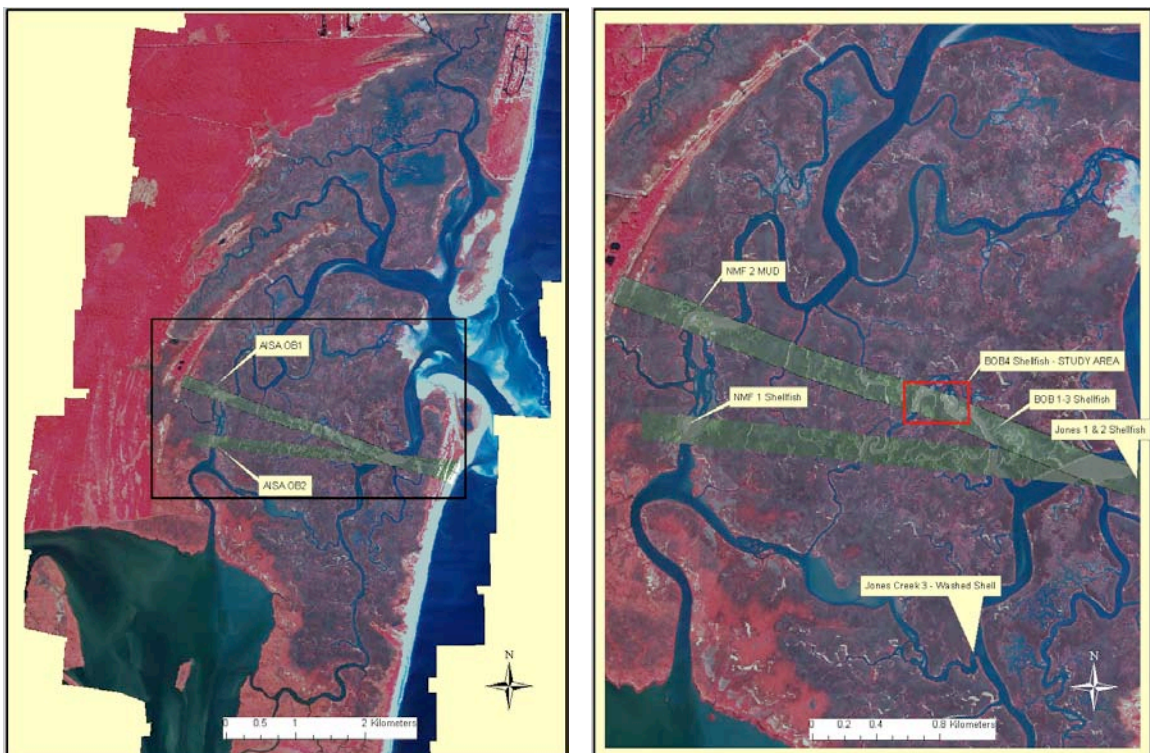 AISA OB1
AISA OB2
N
0 0.5 1 2 Kilometers
NMF 2 MUD
BOB4 Shellfish - STUDY AREA
NMF 1 Shellfish
BOB 1-3 Shellfish
Jones 1 & 2 Shellfish
Jones Creek 3 - Washed Shell
N
0 0.2 0.4 0.8 Kilometers